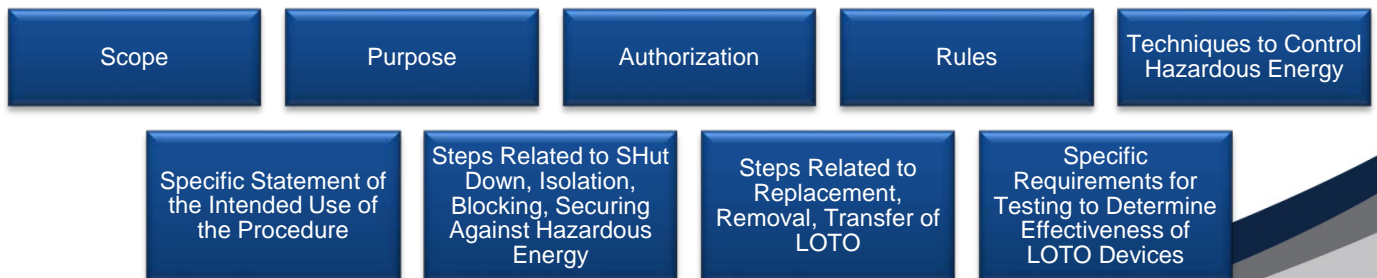 Scope
Purpose
Authorization
Rules
Techniques to Control
Hazardous Energy
Specific Statement of
the Intended Use of
the Procedure
Steps Related to SHut
Down, Isolation,
Blocking, Securing
Against Hazardous
Energy
Steps Related to
Replacement,
Removal, Transfer of
LOTO
Specific
Requirements for
Testing to Determine
Effectiveness of
LOTO Devices